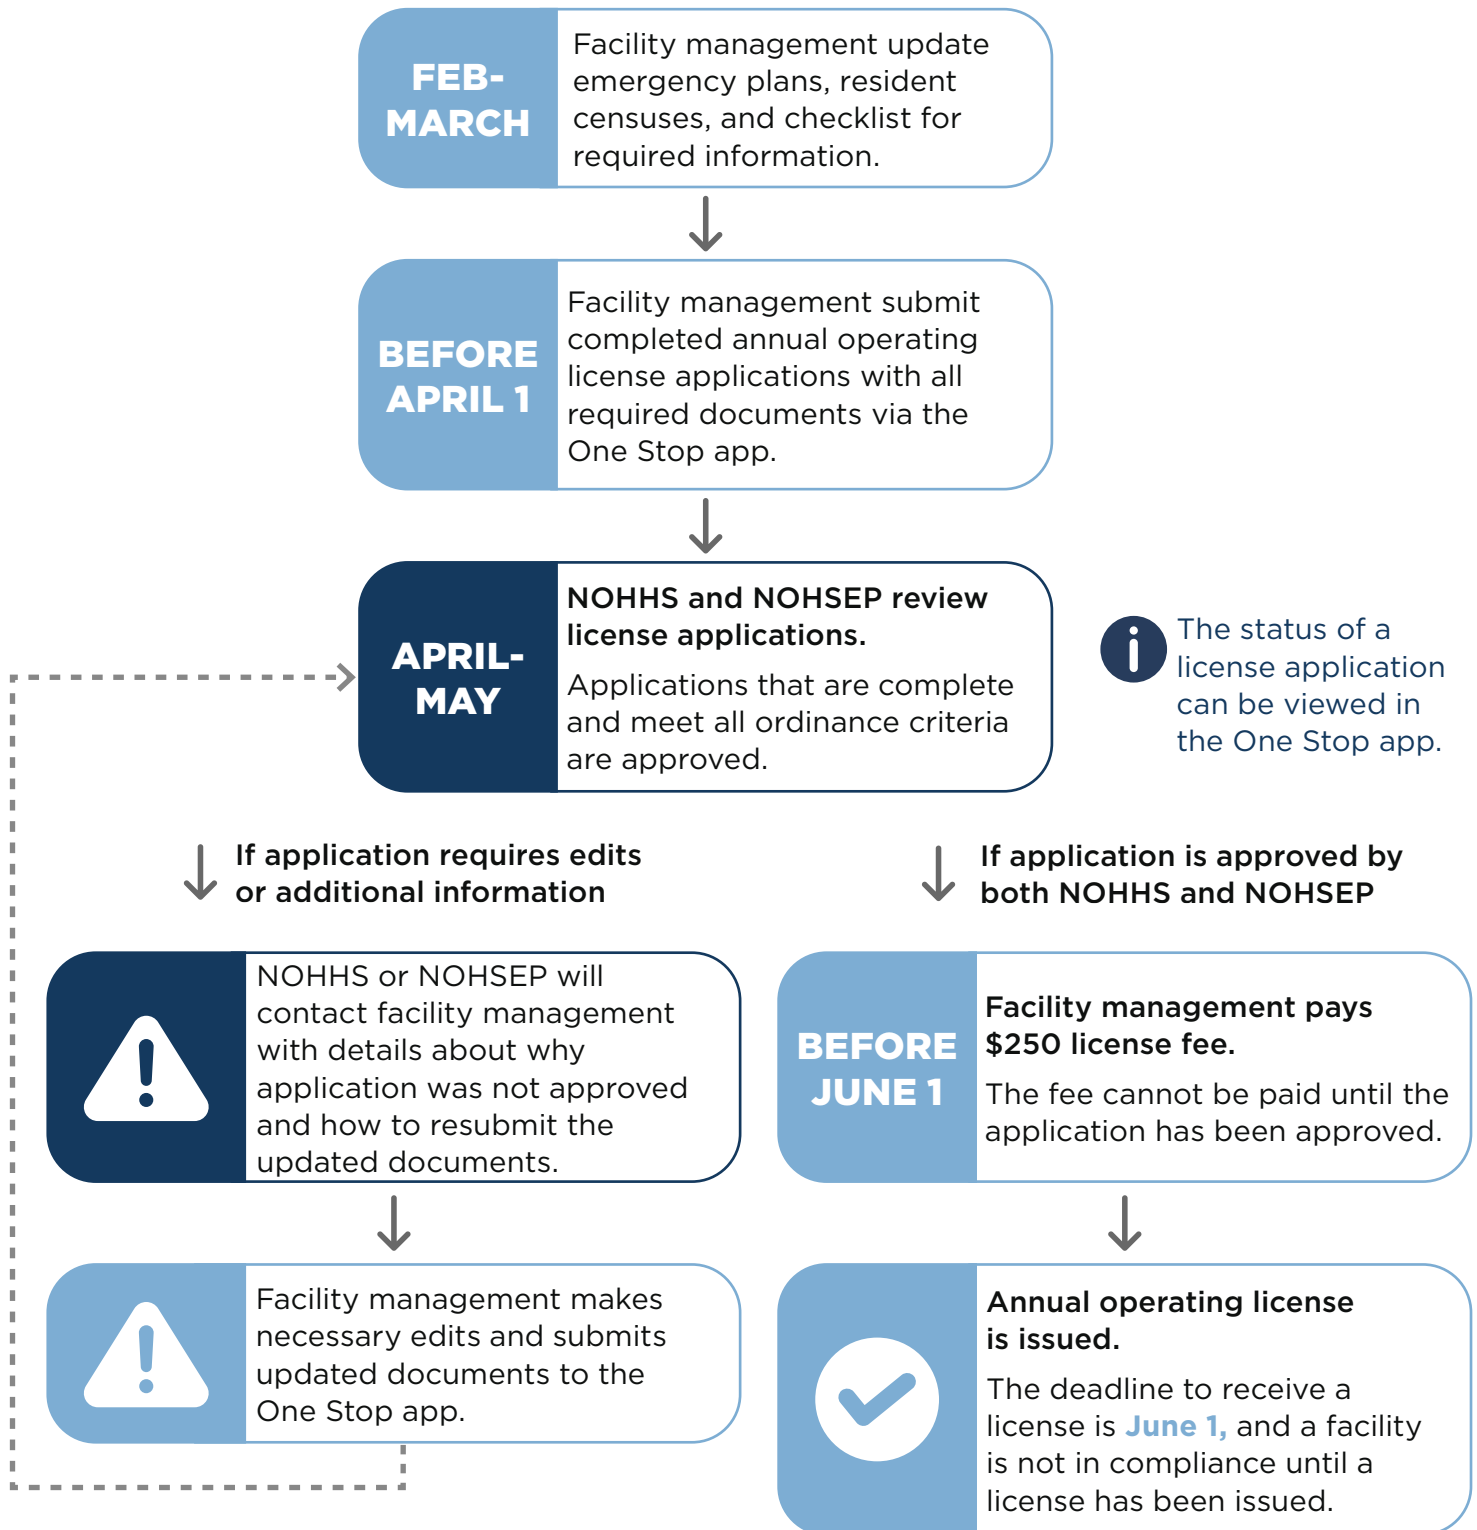 FEB-
MARCH
Facility management update
emergency plans, resident
censuses, and checklist for
required information.
BEFORE
APRIL 1
Facility management submit
completed annual operating
license applications with all
required documents via the
One Stop app.
APRIL-
MAY
NOHHS and NOHSEP review
license applications.
Applications that are complete
and meet all ordinance criteria
are approved.
The status of a
license application
can be viewed in
the One Stop app.
If application requires edits
or additional information
NOHHS or NOHSEP will
contact facility management
with details about why
application was not approved
and how to resubmit the
updated documents.
Facility management makes
necessary edits and submits
updated documents to the
One Stop app.
If application is approved by
both NOHHS and NOHSEP
BEFORE
JUNE 1
Facility management pays
$250 license fee.
The fee cannot be paid until the
application has been approved.
Annual operating license
is issued.
The deadline to receive a
license is June 1, and a facility
is not in compliance until a
license has been issued.